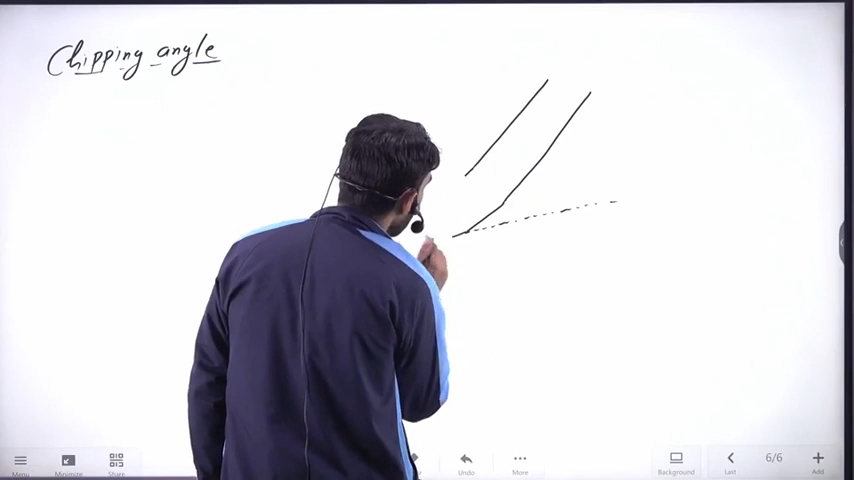 Chipping angle
Menu
Minimize
Share
Undo
More
Background
Last
6/6
Add